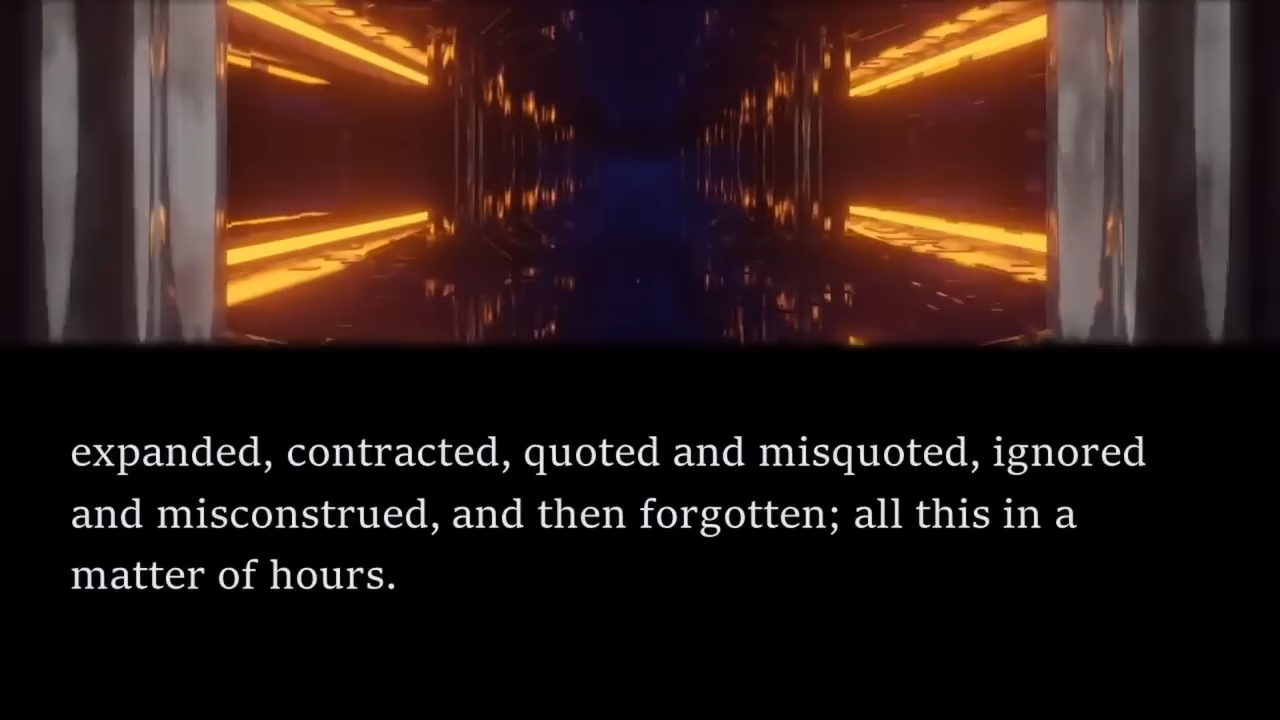 expanded, contracted, quoted and misquoted, ignored
and misconstrued, and then forgotten; all this in a
matter of hours.